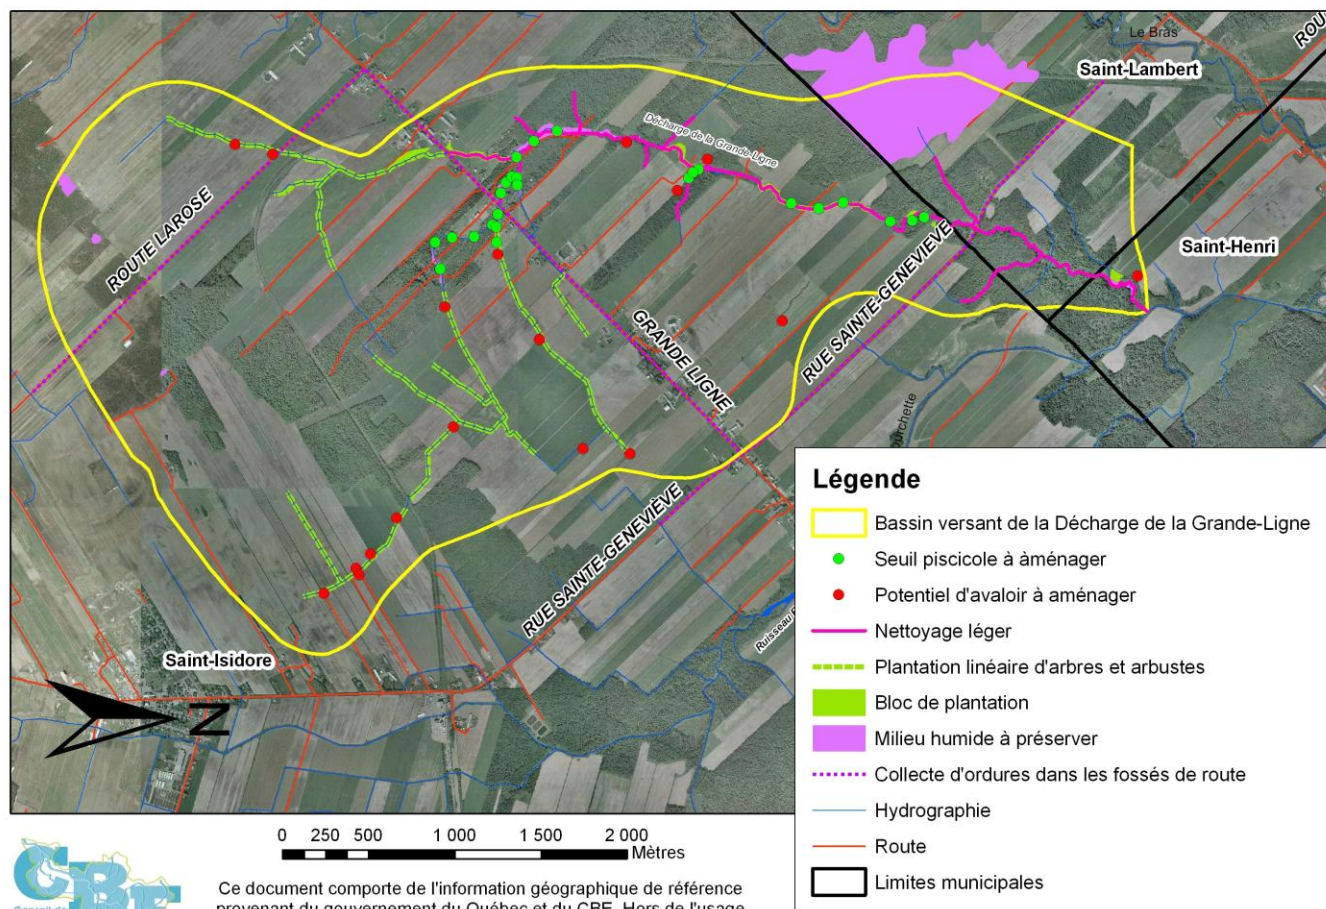 Le Bras
ROU
Saint-Lambert
Décharge de la Grande-Ligne
Saint-Henri
ROUTE LAROSE
RUE SAINTE-GENEVIÈVE
GRANDE LIGNE
RUE SAINTE-GENEVIÈVE
Ruisseau
Saint-Isidore
N
Légende
Bassin versant de la Décharge de la Grande-Ligne
Seuil piscicole à àménager
Potentiel d'avaloir à aménager
Nettoyage léger
Plantation linéaire d'arbres et arbustes
Bloc de plantation
Milieu humide à préserver
Collecte d'ordures dans les fossés de route
Hydrographie
Route
Limites municipales
0 250 500 1 000 1 500 2 000
Mètres
CBE
Ce document comporte de l'information géographique de référence
provenant du gouvernement du Québec et du CBE. Hors de l'usage